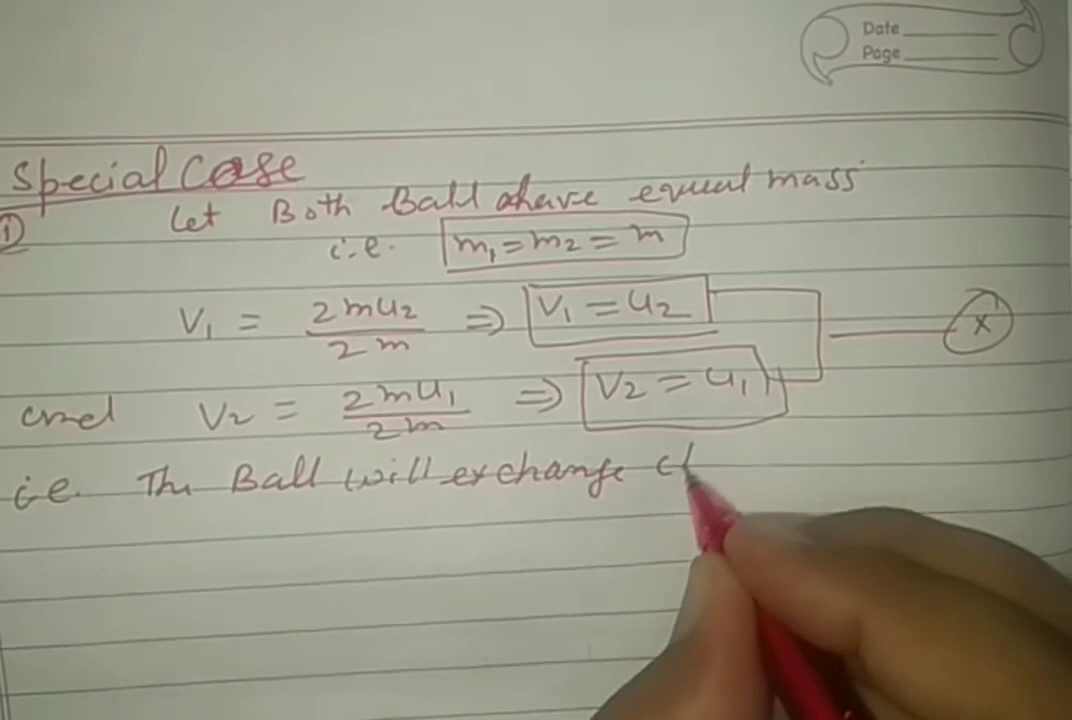 Date
Page
Special Case
① Let Both Ball have equal mass
i.e. m₁ = m₂ = m
V₁ = 2mu₂/2m ⇒ V₁ = u₂
X
and V₂ = 2mu₁/2m ⇒ V₂ = u₁
i.e. The Ball will exchange